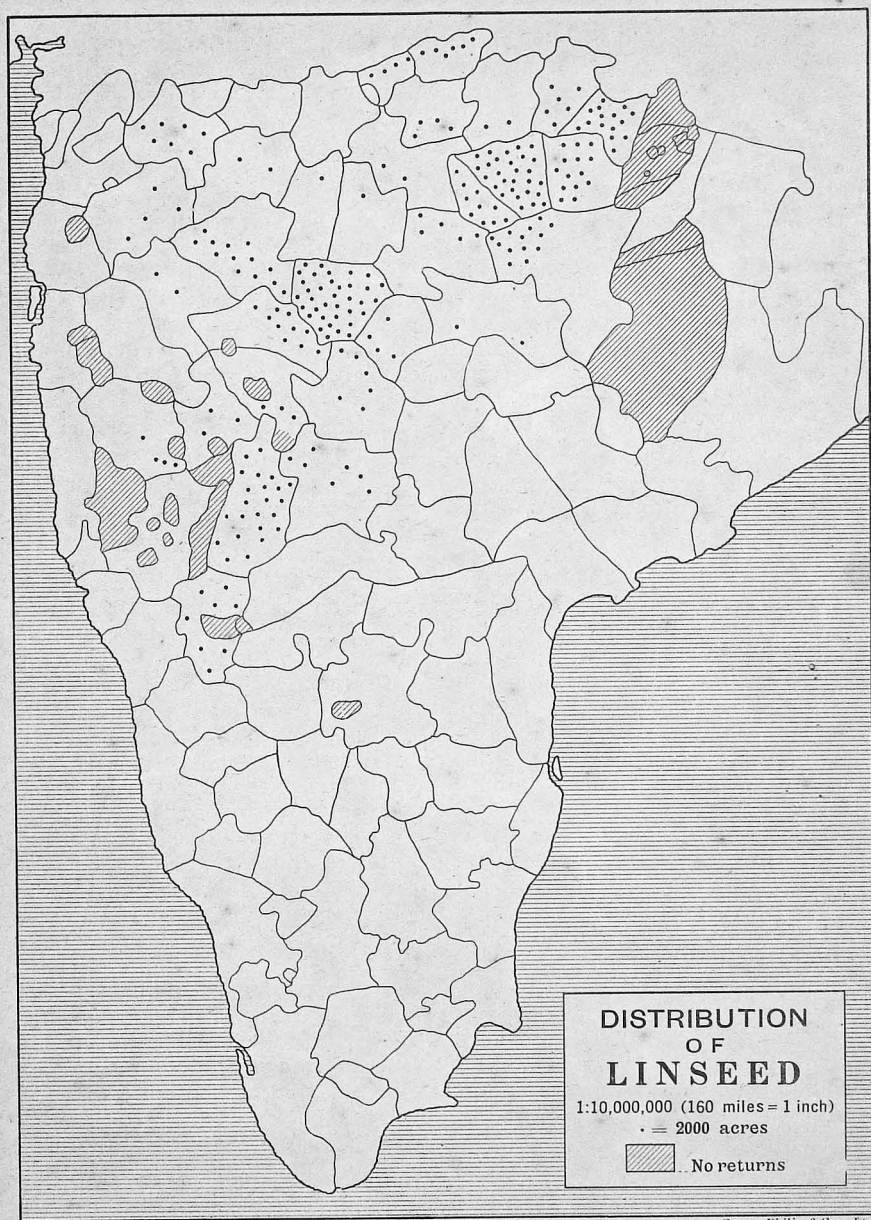 DISTRIBUTION
OF
LINSEED
1:10,000,000 (160 miles = 1 inch)
· = 2000 acres
No returns